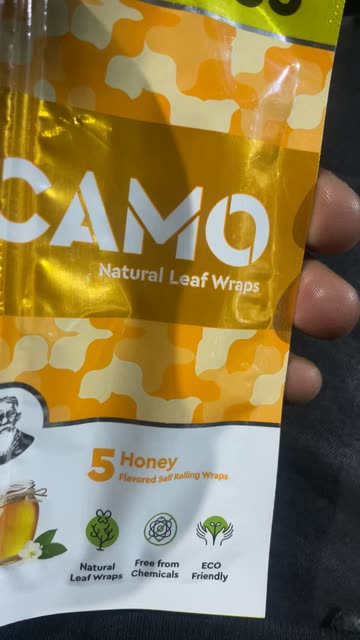 CAMO
Natural Leaf Wraps
5 Honey
Flavored Self Rolling Wraps
Natural
Leaf Wraps
Free from
Chemicals
ECO
Friendly